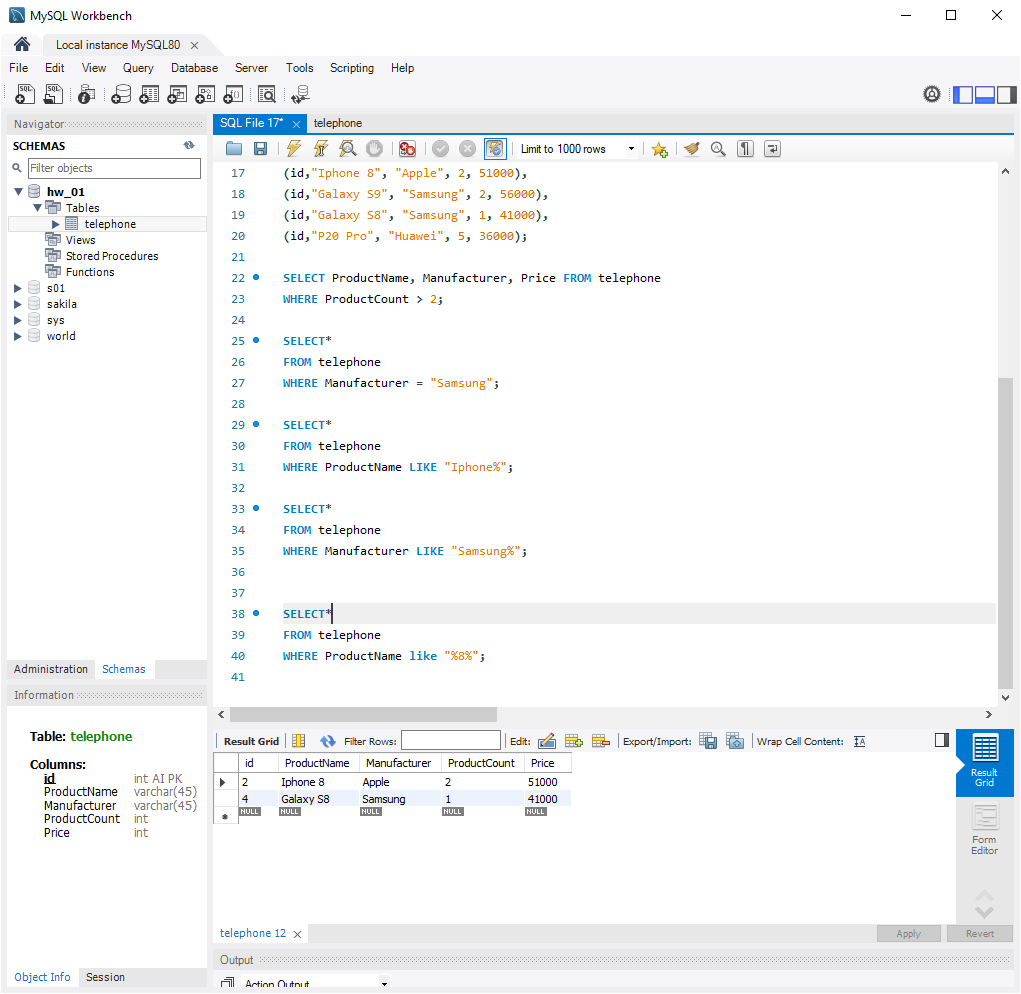 MySQL Workbench
Local instance MySQL80
File Edit View Query Database Server Tools Scripting Help
Navigator
SCHEMAS
Filter objects
hw_01
Tables
telephone
Views
Stored Procedures
Functions
s01
sakila
sys
world
Administration Schemas
Information
Table: telephone
Columns:
id int AI PK
ProductName varchar(45)
Manufacturer varchar(45)
ProductCount int
Price int
Object Info Session
SQL File 17* telephone
Limit to 1000 rows
17 (id,"Iphone 8", "Apple", 2, 51000),
18 (id,"Galaxy S9", "Samsung", 2, 56000),
19 (id,"Galaxy S8", "Samsung", 1, 41000),
20 (id,"P20 Pro", "Huawei", 5, 36000);
21
22 SELECT ProductName, Manufacturer, Price FROM telephone
23 WHERE ProductCount > 2;
24
25 SELECT*
26 FROM telephone
27 WHERE Manufacturer = "Samsung";
28
29 SELECT*
30 FROM telephone
31 WHERE ProductName LIKE "Iphone%";
32
33 SELECT*
34 FROM telephone
35 WHERE Manufacturer LIKE "Samsung%";
36
37
38 SELECT*
39 FROM telephone
40 WHERE ProductName like "%8%";
41
Result Grid Filter Rows: Edit: Export/Import: Wrap Cell Content:
id ProductName Manufacturer ProductCount Price
2 Iphone 8 Apple 2 51000
4 Galaxy S8 Samsung 1 41000
NULL NULL NULL NULL NULL
Result
Grid
Form
Editor
telephone 12
Apply Revert
Output
Action Output